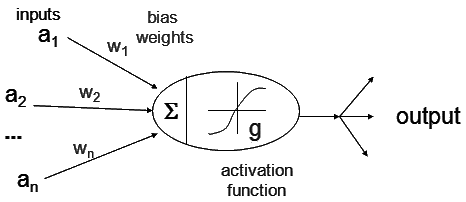 inputs
bias
weights
a1
w1
a2
w2
...
wn
an
Σ
g
output
activation
function